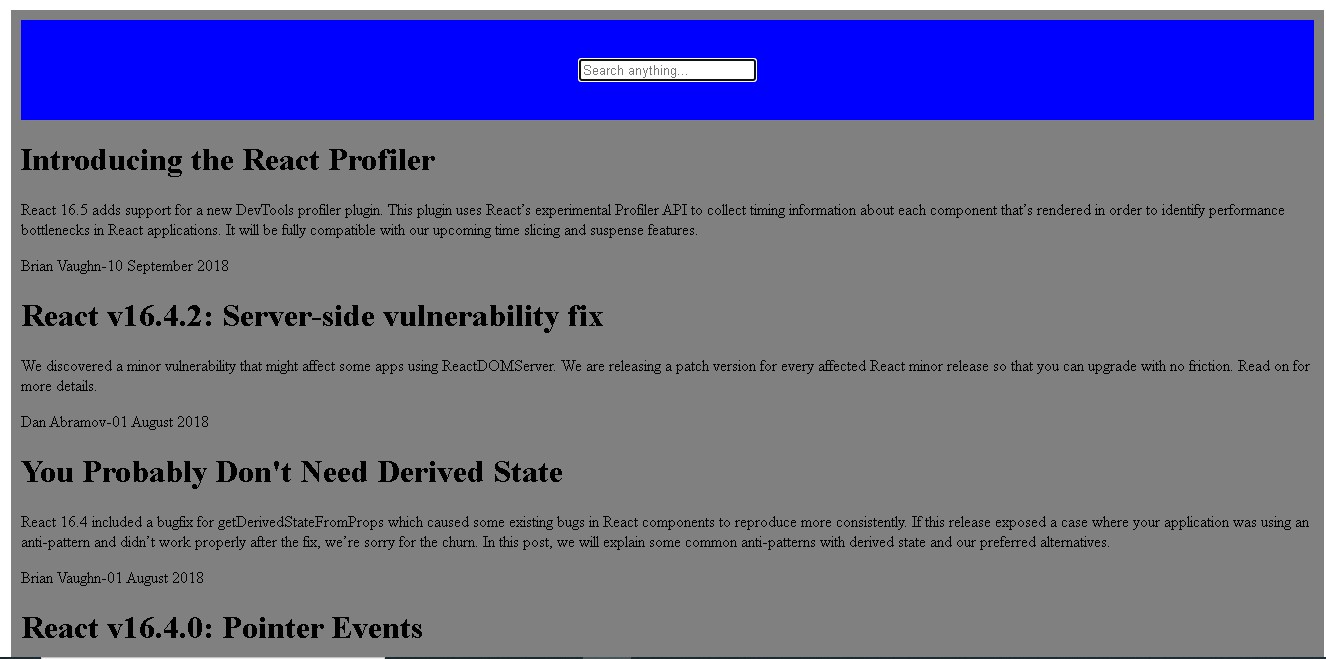 Search anything...
Introducing the React Profiler
React 16.5 adds support for a new DevTools profiler plugin. This plugin uses React’s experimental Profiler API to collect timing information about each component that’s rendered in order to identify performance
bottlenecks in React applications. It will be fully compatible with our upcoming time slicing and suspense features.
Brian Vaughn-10 September 2018
React v16.4.2: Server-side vulnerability fix
We discovered a minor vulnerability that might affect some apps using ReactDOMServer. We are releasing a patch version for every affected React minor release so that you can upgrade with no friction. Read on for
more details.
Dan Abramov-01 August 2018
You Probably Don't Need Derived State
React 16.4 included a bugfix for getDerivedStateFromProps which caused some existing bugs in React components to reproduce more consistently. If this release exposed a case where your application was using an
anti-pattern and didn’t work properly after the fix, we’re sorry for the churn. In this post, we will explain some common anti-patterns with derived state and our preferred alternatives.
Brian Vaughn-01 August 2018
React v16.4.0: Pointer Events